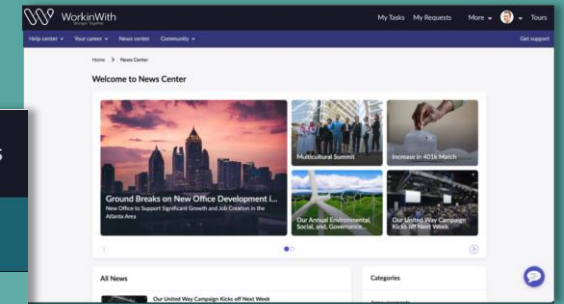 WorkinWith
Stronger Together
My Tasks My Requests More Tours
Help center Your career News center Community Get support
Home > News Center
Welcome to News Center
Ground Breaks on New Office Development i...
New Office to Support Significant Growth and Job Creation in the
Atlanta Area
Multicultural Summit
Increase in 401k Match
Our Annual Environmental,
Social, and, Governance...
Our United Way Campaign
Kicks off Next Week
All News
Categories
Our United Way Campaign Kicks off Next Week
s